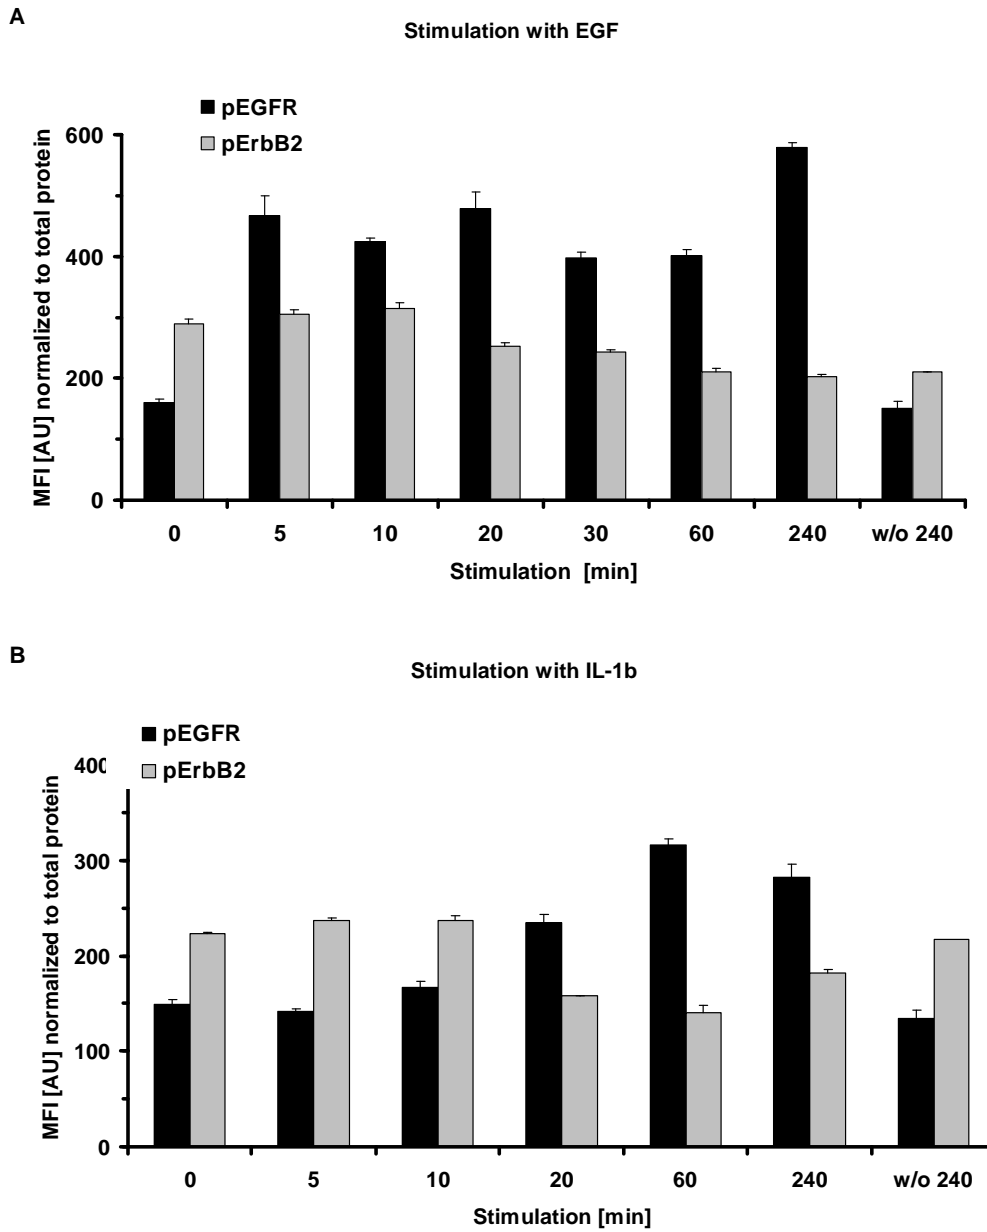 A
Stimulation with EGF
pEGFR
pErbB2
MFI [AU] normalized to total protein
600
400
200
0
0 5 10 20 30 60 240 w/o 240
Stimulation [min]
B
Stimulation with IL-1b
pEGFR
pErbB2
MFI [AU] normalized to total protein
400
300
200
100
0
0 5 10 20 60 240 w/o 240
Stimulation [min]